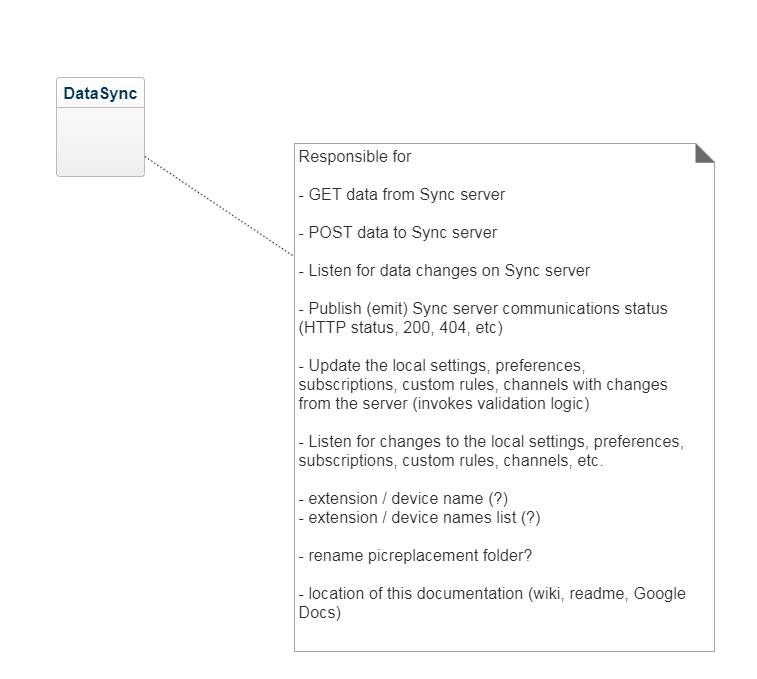 DataSync
Responsible for
- GET data from Sync server
- POST data to Sync server
- Listen for data changes on Sync server
- Publish (emit) Sync server communications status
(HTTP status, 200, 404, etc)
- Update the local settings, preferences,
subscriptions, custom rules, channels with changes
from the server (invokes validation logic)
- Listen for changes to the local settings, preferences,
subscriptions, custom rules, channels, etc.
- extension / device name (?)
- extension / device names list (?)
- rename picreplacement folder?
- location of this documentation (wiki, readme, Google
Docs)